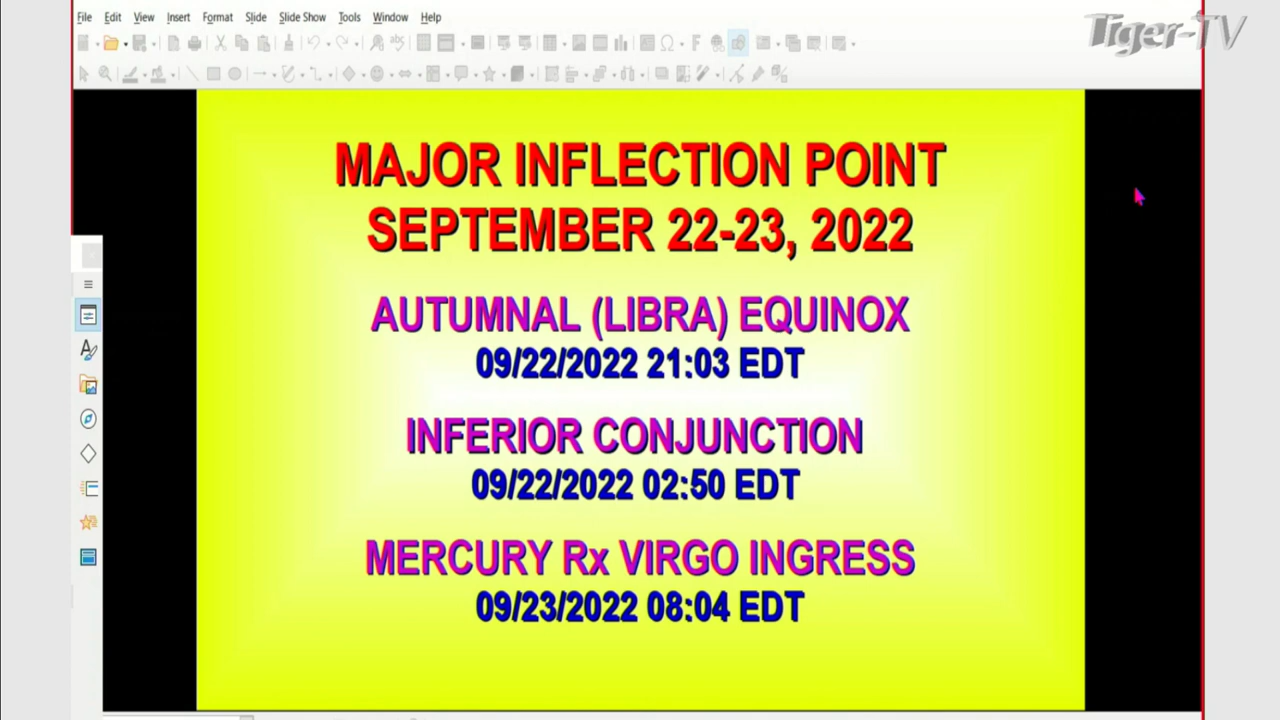 File Edit View Insert Format Slide Slide Show Tools Window Help
Tiger-TV
MAJOR INFLECTION POINT
SEPTEMBER 22-23, 2022
AUTUMNAL (LIBRA) EQUINOX
09/22/2022 21:03 EDT
INFERIOR CONJUNCTION
09/22/2022 02:50 EDT
MERCURY Rx VIRGO INGRESS
09/23/2022 08:04 EDT